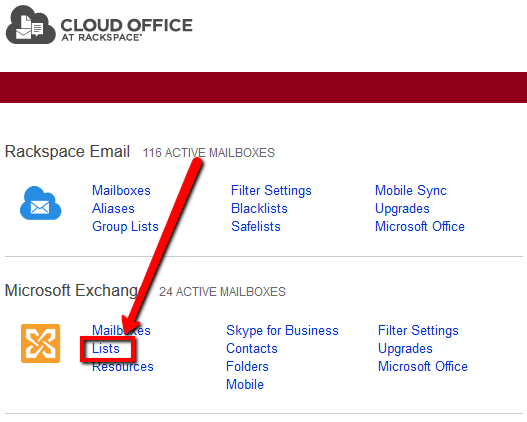 CLOUD OFFICE
AT RACKSPACE®
Rackspace Email 116 ACTIVE MAILBOXES
Mailboxes Filter Settings Mobile Sync
Aliases Blacklists Upgrades
Group Lists Safelists Microsoft Office
Microsoft Exchange 24 ACTIVE MAILBOXES
Mailboxes Skype for Business Filter Settings
Lists Contacts Upgrades
Resources Folders Microsoft Office
Mobile